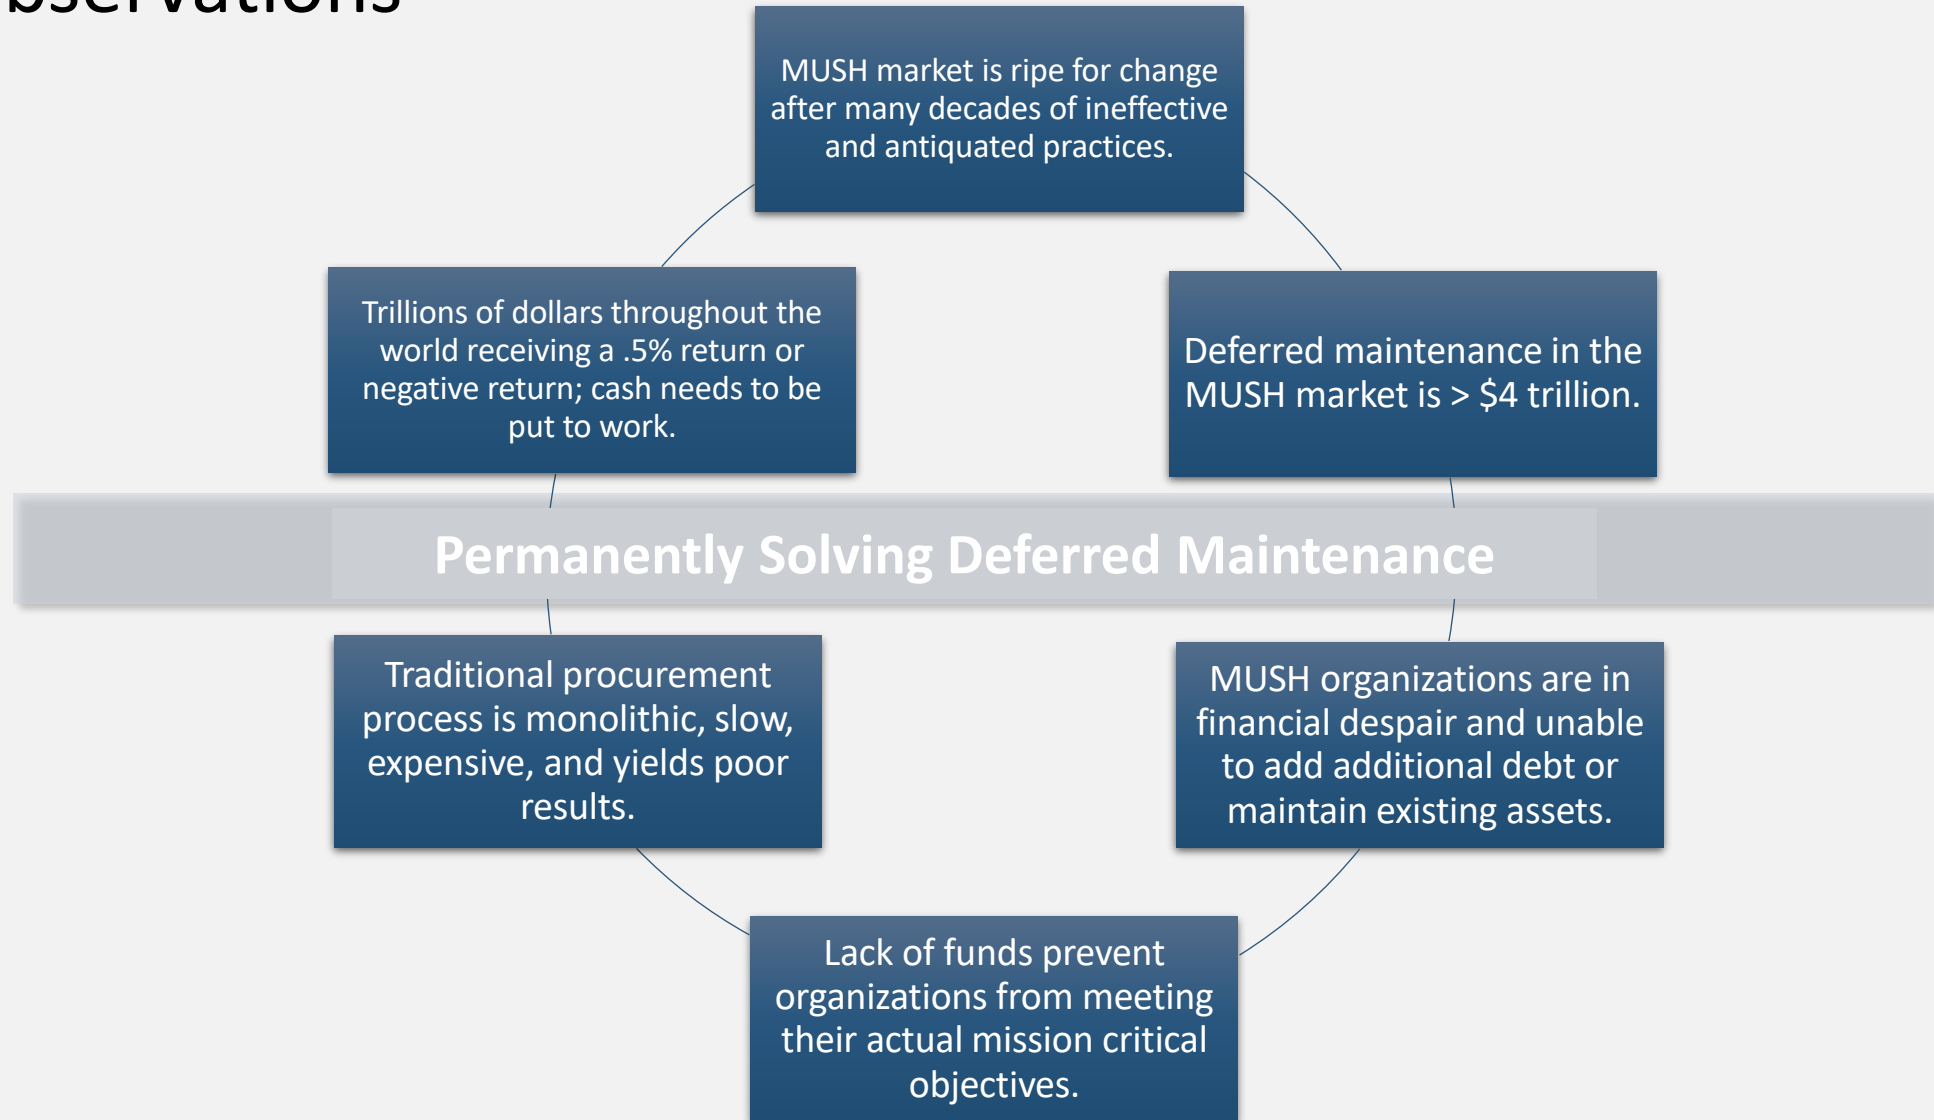 bservations
MUSH market is ripe for change
after many decades of ineffective
and antiquated practices.
Trillions of dollars throughout the
world receiving a .5% return or
negative return; cash needs to be
put to work.
Deferred maintenance in the
MUSH market is > $4 trillion.
Permanently Solving Deferred Maintenance
Traditional procurement
process is monolithic, slow,
expensive, and yields poor
results.
MUSH organizations are in
financial despair and unable
to add additional debt or
maintain existing assets.
Lack of funds prevent
organizations from meeting
their actual mission critical
objectives.